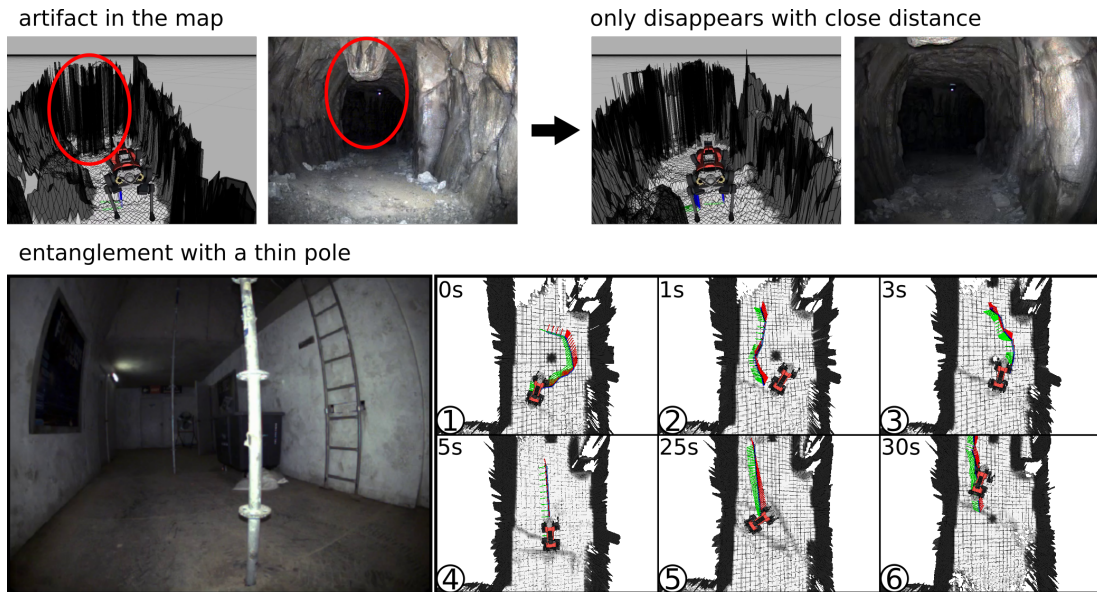 artifact in the map
only disappears with close distance
entanglement with a thin pole
0s
1s
3s
1
2
3
5s
25s
30s
4
5
6